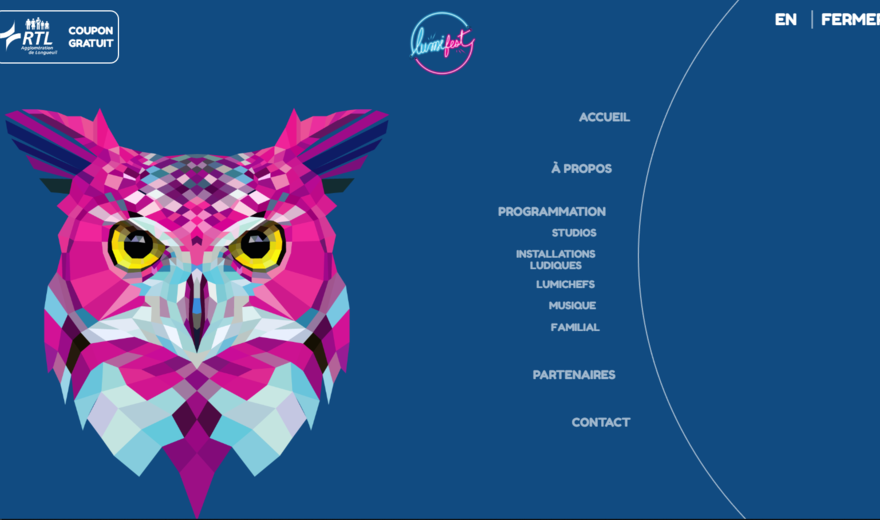 RTL
Agglomération
de Longueuil
COUPON
GRATUIT
lumifest
EN
FERMER
ACCUEIL
À PROPOS
PROGRAMMATION
STUDIOS
INSTALLATIONS
LUDIQUES
LUMICHEFS
MUSIQUE
FAMILIAL
PARTENAIRES
CONTACT